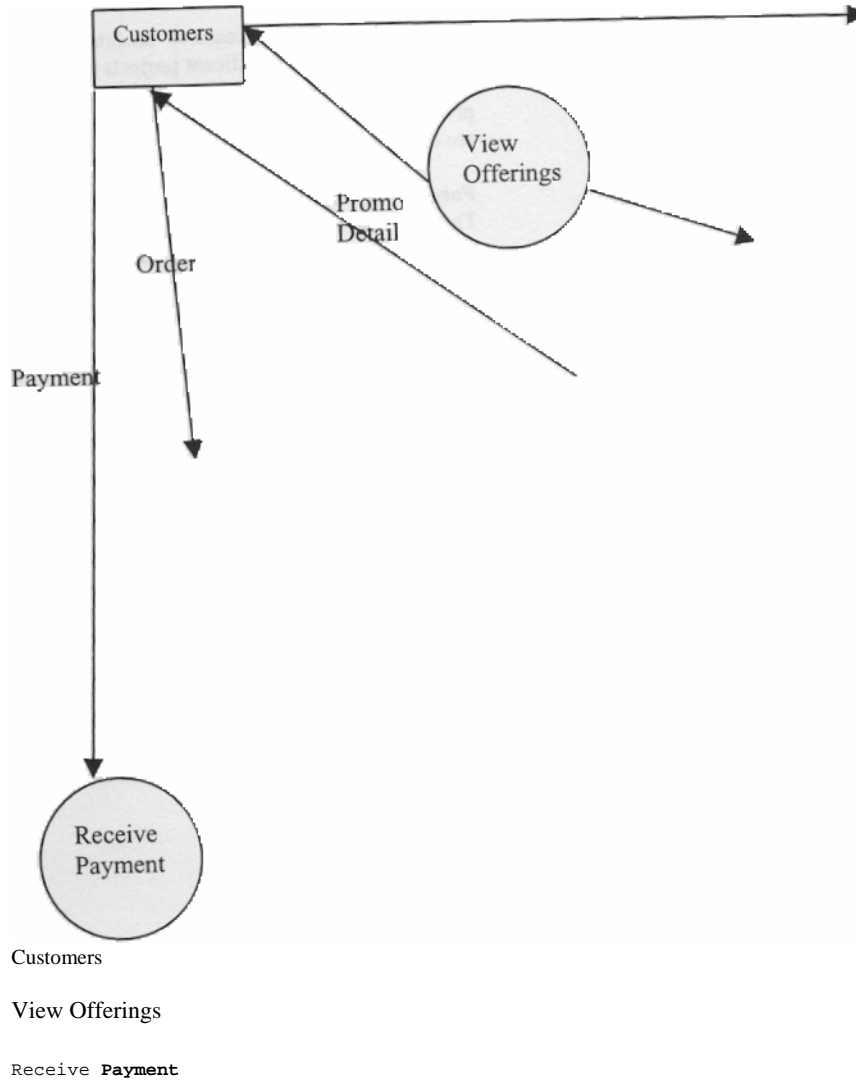 Customers
View
Offerings
Promo
Detail
Order
Payment
Receive
Payment
Customers
View Offerings
Receive Payment